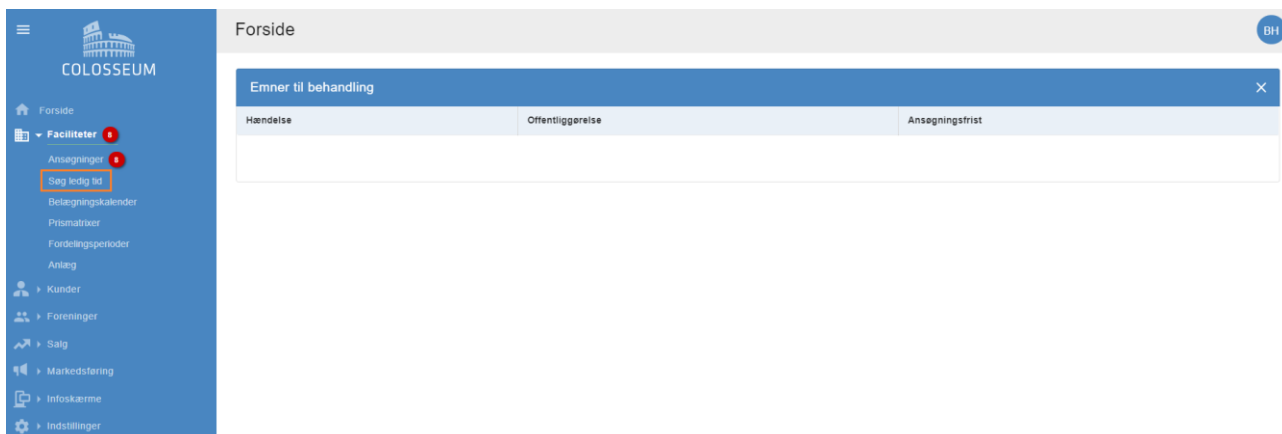 COLOSSEUM
Forside
Faciliteter 8
Ansøgninger 8
Søg ledig tid
Belægningskalender
Prismatrixer
Fordelingsperioder
Anlæg
Kunder
Foreninger
Salg
Markedsføring
Infoskærme
Indstillinger
Forside
BH
Emner til behandling
Hændelse Offentliggørelse Ansøgningsfrist